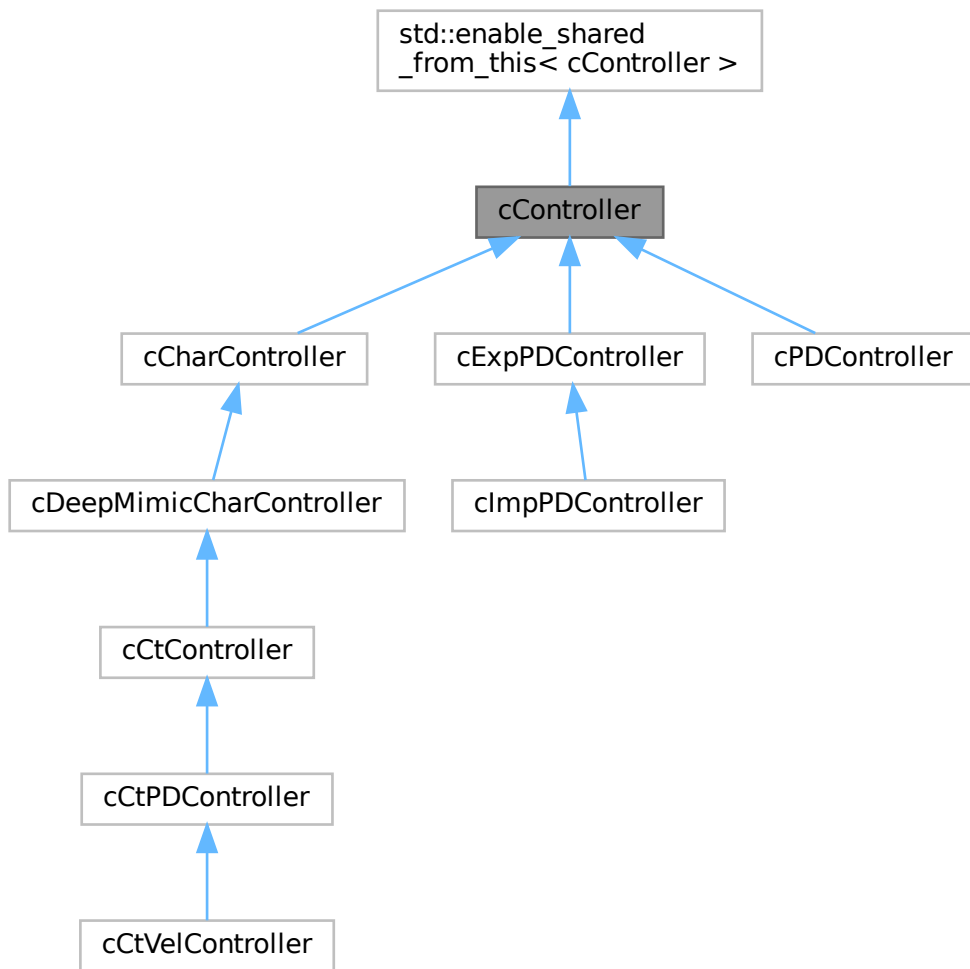 std::enable_shared
_from_this< cController >
cController
cCharController
cExpPDController
cPDController
cDeepMimicCharController
cImpPDController
cCtController
cCtPDController
cCtVelController